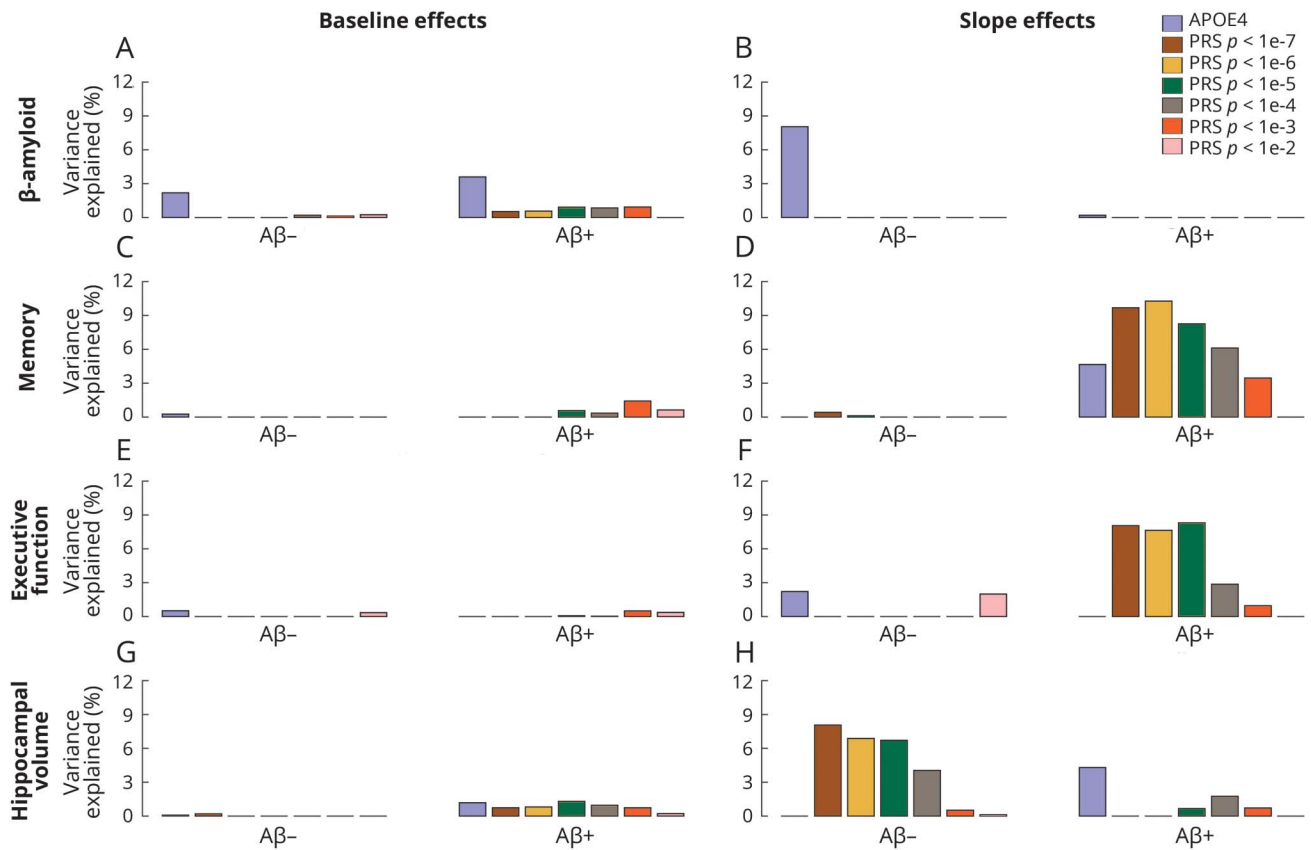 Baseline effects
Slope effects
APOE4
PRS p < 1e-7
PRS p < 1e-6
PRS p < 1e-5
PRS p < 1e-4
PRS p < 1e-3
PRS p < 1e-2
A
β-amyloid
Variance
explained (%)
12
9
6
3
0
Aβ–
Aβ+
B
12
9
6
3
0
Aβ–
Aβ+
C
Memory
Variance
explained (%)
12
9
6
3
0
Aβ–
Aβ+
D
12
9
6
3
0
Aβ–
Aβ+
E
Executive
function
Variance
explained (%)
12
9
6
3
0
Aβ–
Aβ+
F
12
9
6
3
0
Aβ–
Aβ+
G
Hippocampal
volume
Variance
explained (%)
12
9
6
3
0
Aβ–
Aβ+
H
12
9
6
3
0
Aβ–
Aβ+